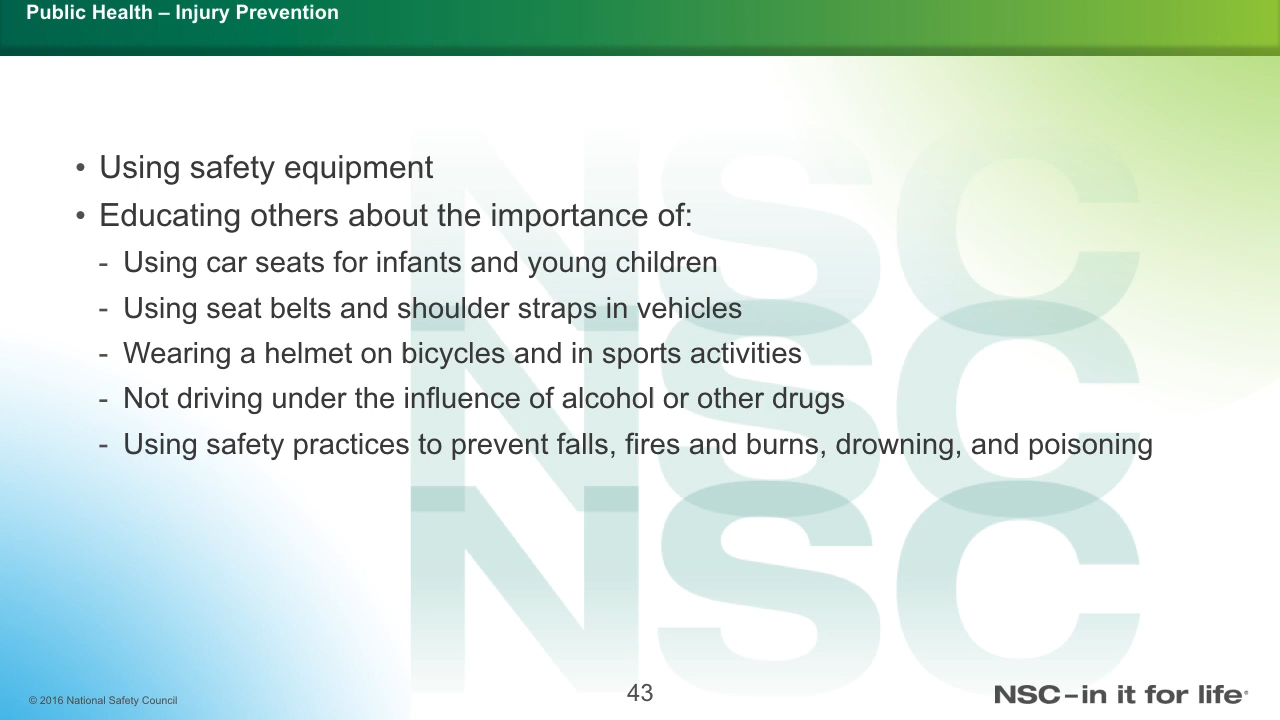 Public Health – Injury Prevention
• Using safety equipment
• Educating others about the importance of:
- Using car seats for infants and young children
- Using seat belts and shoulder straps in vehicles
- Wearing a helmet on bicycles and in sports activities
- Not driving under the influence of alcohol or other drugs
- Using safety practices to prevent falls, fires and burns, drowning, and poisoning
NSC
NSC
NSC
© 2016 National Safety Council
43
NSC–in it for life®